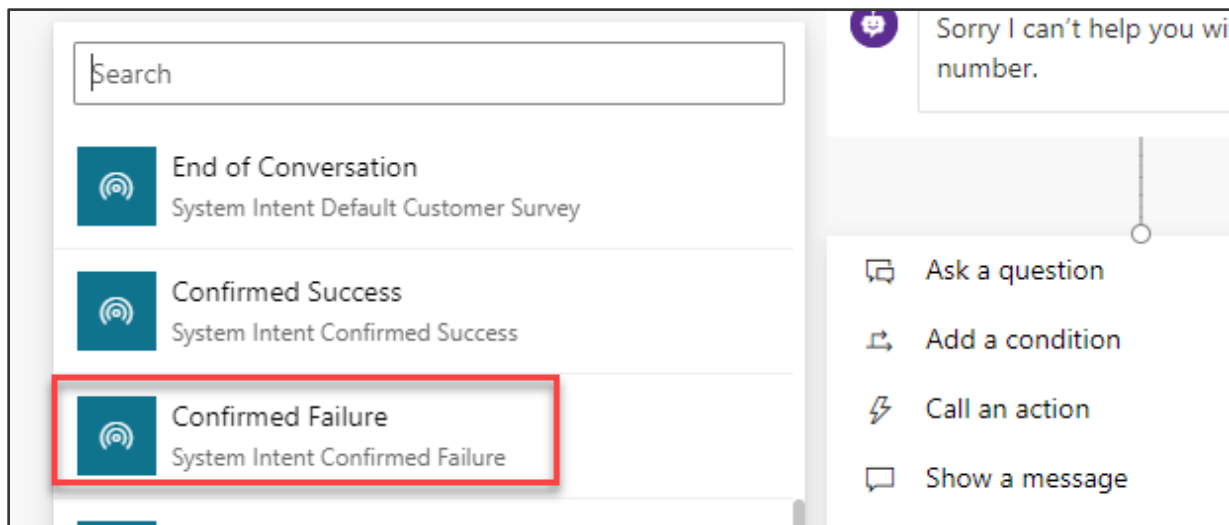 Search
End of Conversation
System Intent Default Customer Survey
Confirmed Success
System Intent Confirmed Success
Confirmed Failure
System Intent Confirmed Failure
Sorry I can't help you wi
number.
Ask a question
Add a condition
Call an action
Show a message